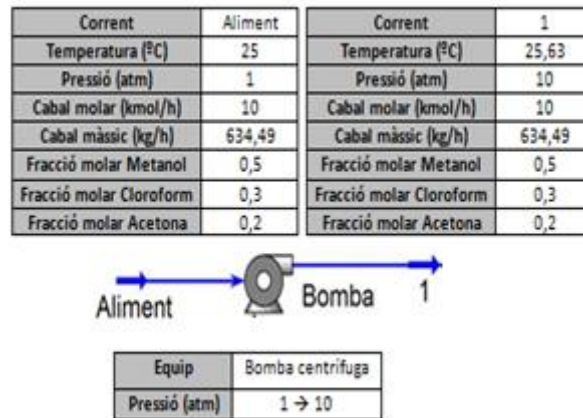 Corrent Aliment
Temperatura (ºC) 25
Pressió (atm) 1
Cabal molar (kmol/h) 10
Cabal màssic (kg/h) 634,49
Fracció molar Metanol 0,5
Fracció molar Cloroform 0,3
Fracció molar Acetona 0,2
Corrent 1
Temperatura (ºC) 25,63
Pressió (atm) 10
Cabal molar (kmol/h) 10
Cabal màssic (kg/h) 634,49
Fracció molar Metanol 0,5
Fracció molar Cloroform 0,3
Fracció molar Acetona 0,2
Aliment Bomba 1
Equip Bomba centrífuga
Pressió (atm) 1 → 10